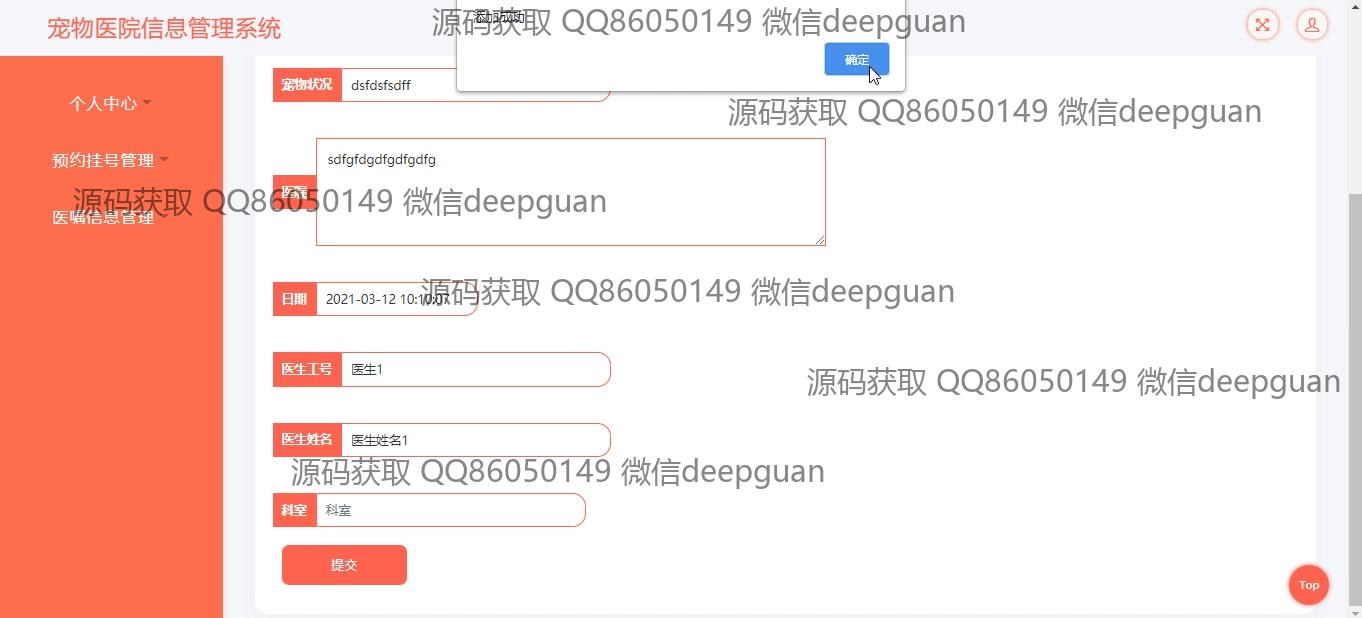 宠物医院信息管理系统
源码获取 QQ86050149 微信deepguan
确定
个人中心
预约挂号管理
医嘱信息管理
宠物状况 dsfdsfsdff
源码获取 QQ86050149 微信deepguan
sdfgfdgdfgdfgdfg
医嘱
源码获取 QQ86050149 微信deepguan
日期 2021-03-12 10:10:07
源码获取 QQ86050149 微信deepguan
医生工号 医生1
源码获取 QQ86050149 微信deepguan
医生姓名 医生姓名1
源码获取 QQ86050149 微信deepguan
科室 科室
提交
Top